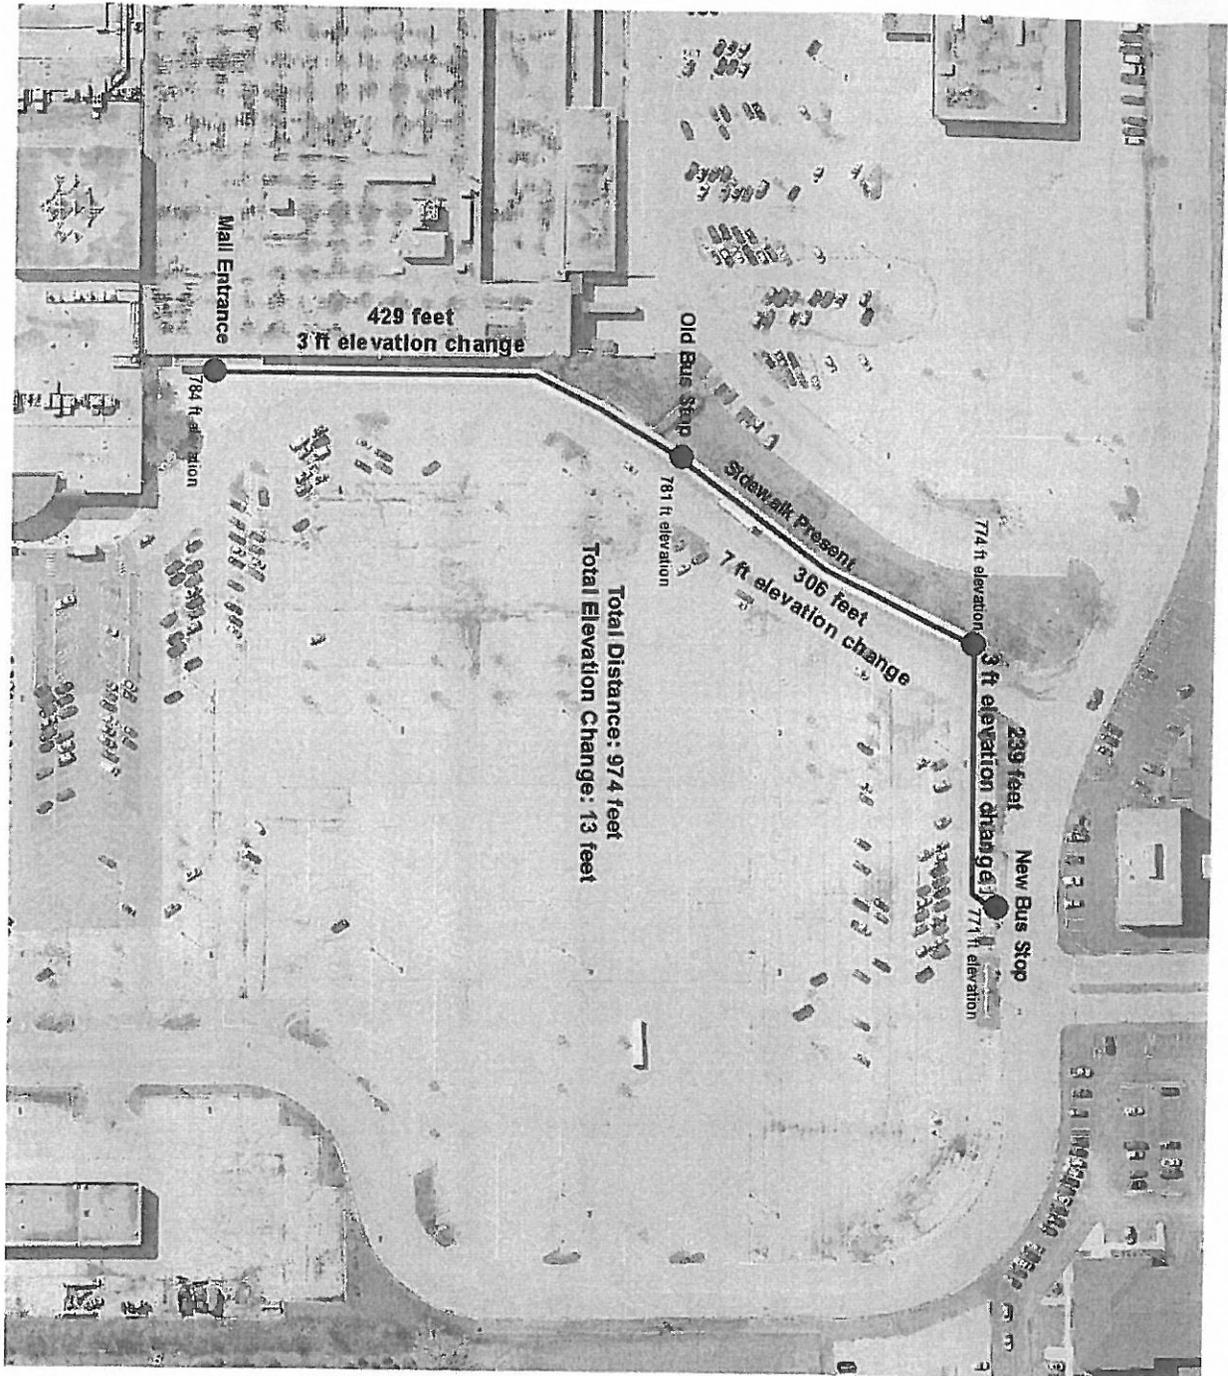 Mall Entrance
784 ft elevation
429 feet
3 ft elevation change
Old Bus Stop
781 ft elevation
Sidewalk Present
306 feet
7 ft elevation change
774 ft elevation
239 feet
3 ft elevation change
New Bus Stop
771 ft elevation
Total Distance: 974 feet
Total Elevation Change: 13 feet